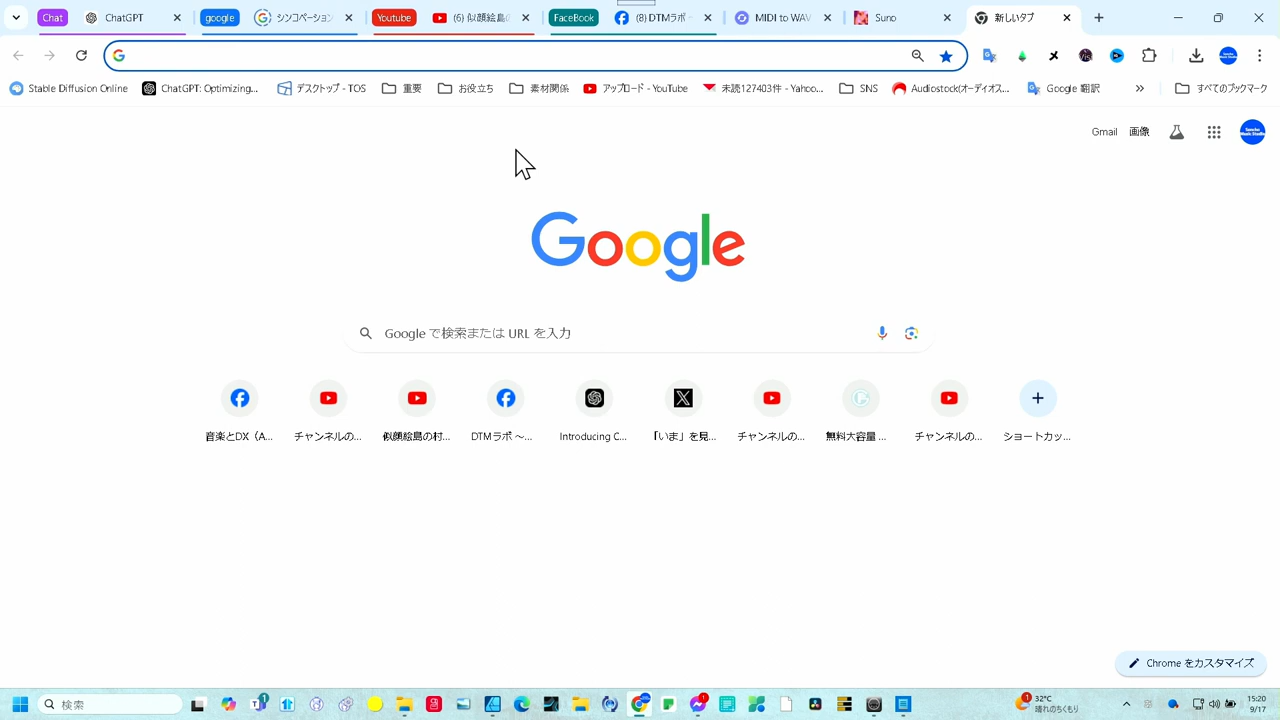 Chat
ChatGPT
google
シンコペーション
Youtube
(6) 似顔絵島の
FaceBook
(8) DTMラボ ~
MIDI to WAV
Suno
新しいタブ
Stable Diffusion Online
ChatGPT: Optimizing...
デスクトップ - TOS
重要
お役立ち
素材関係
アップロード - YouTube
未読127403件 - Yahoo...
SNS
Audiostock(オーディオス...
Google 翻訳
すべてのブックマーク
Gmail
画像
Google
Google で検索または URL を入力
音楽とDX（A...
チャンネルの...
似顔絵島の村...
DTMラボ ～...
Introducing C...
「いま」を見...
チャンネルの...
無料大容量 ...
チャンネルの...
ショートカッ...
Chrome をカスタマイズ
検索
1
1
1
32°C
晴れのちくもり
15:20
9/17